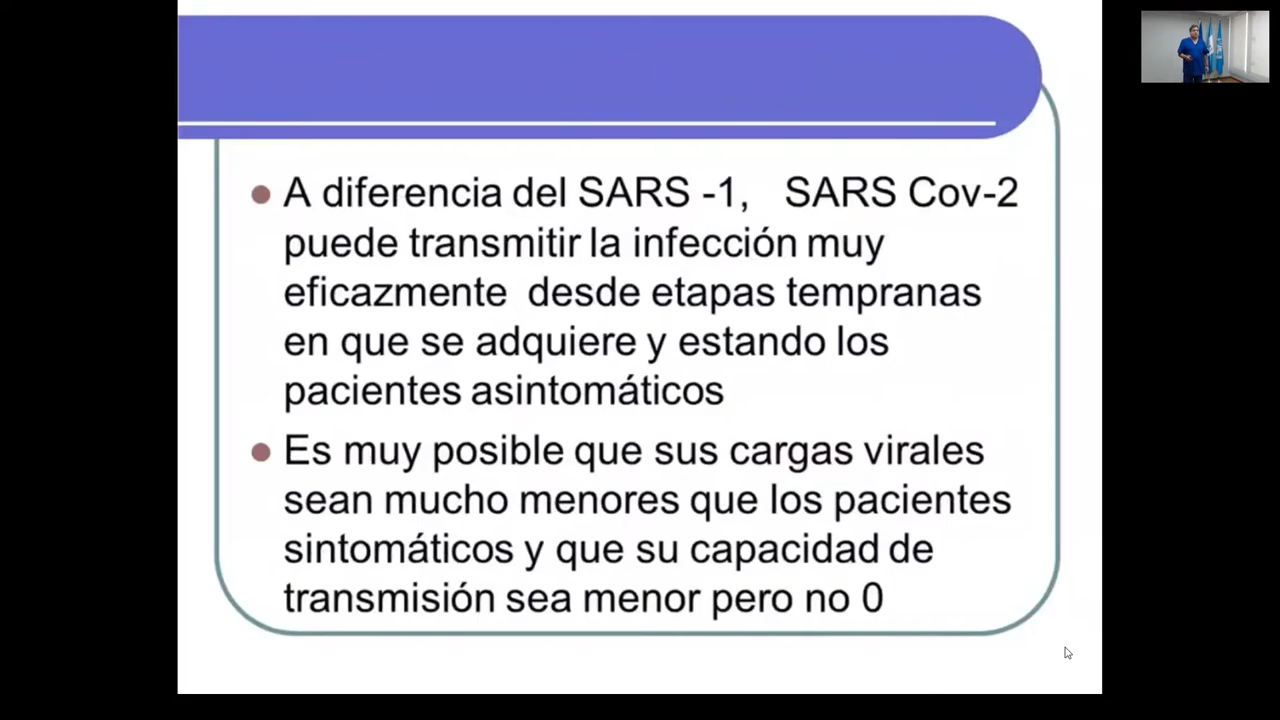 A diferencia del SARS -1, SARS Cov-2
puede transmitir la infección muy
eficazmente desde etapas tempranas
en que se adquiere y estando los
pacientes asintomáticos
Es muy posible que sus cargas virales
sean mucho menores que los pacientes
sintomáticos y que su capacidad de
transmisión sea menor pero no 0